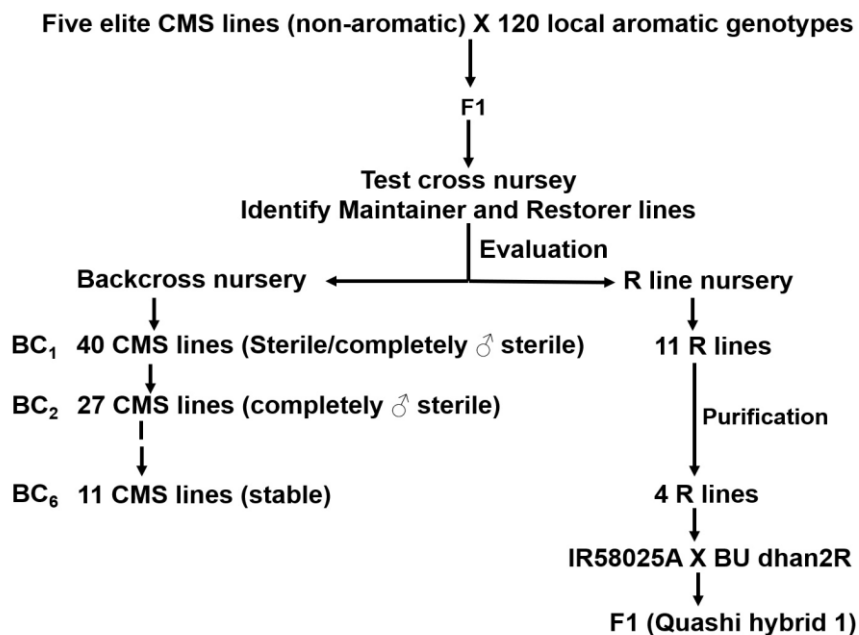 Five elite CMS lines (non-aromatic) X 120 local aromatic genotypes
F1
Test cross nursey
Identify Maintainer and Restorer lines
Evaluation
Backcross nursery
R line nursery
BC₁ 40 CMS lines (Sterile/completely ♂ sterile)
11 R lines
BC₂ 27 CMS lines (completely ♂ sterile)
Purification
BC₆ 11 CMS lines (stable)
4 R lines
IR58025A X BU dhan2R
F1 (Quashi hybrid 1)